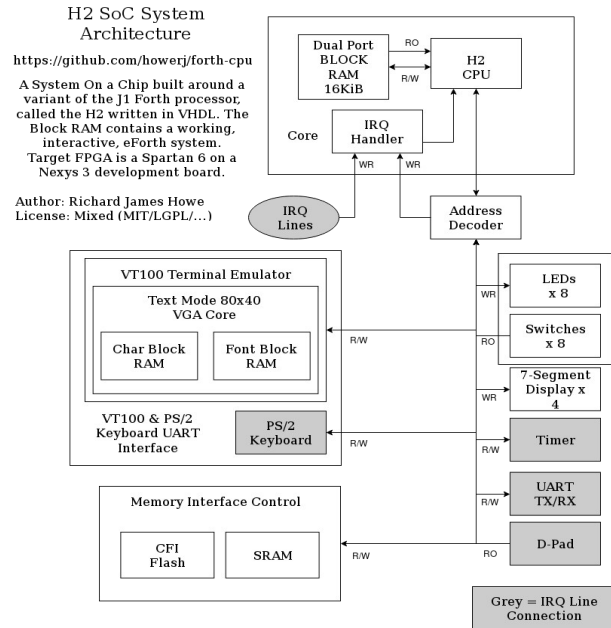 H2 SoC System
Architecture
https://github.com/howerj/forth-cpu
A System On a Chip built around a
variant of the J1 Forth processor,
called the H2 written in VHDL. The
Block RAM contains a working,
interactive, eForth system.
Target FPGA is a Spartan 6 on a
Nexys 3 development board.
Author: Richard James Howe
License: Mixed (MIT/LGPL/...)
Dual Port
BLOCK
RAM
16KiB
RO
R/W
H2
CPU
Core
IRQ
Handler
WR
WR
IRQ
Lines
Address
Decoder
VT100 Terminal Emulator
Text Mode 80x40
VGA Core
Char Block
RAM
Font Block
RAM
R/W
VT100 & PS/2
Keyboard UART
Interface
PS/2
Keyboard
R/W
Memory Interface Control
CFI
Flash
SRAM
R/W
WR
LEDs
x 8
RO
Switches
x 8
WR
7-Segment
Display x
4
R/W
Timer
R/W
UART
TX/RX
RO
D-Pad
Grey = IRQ Line
Connection